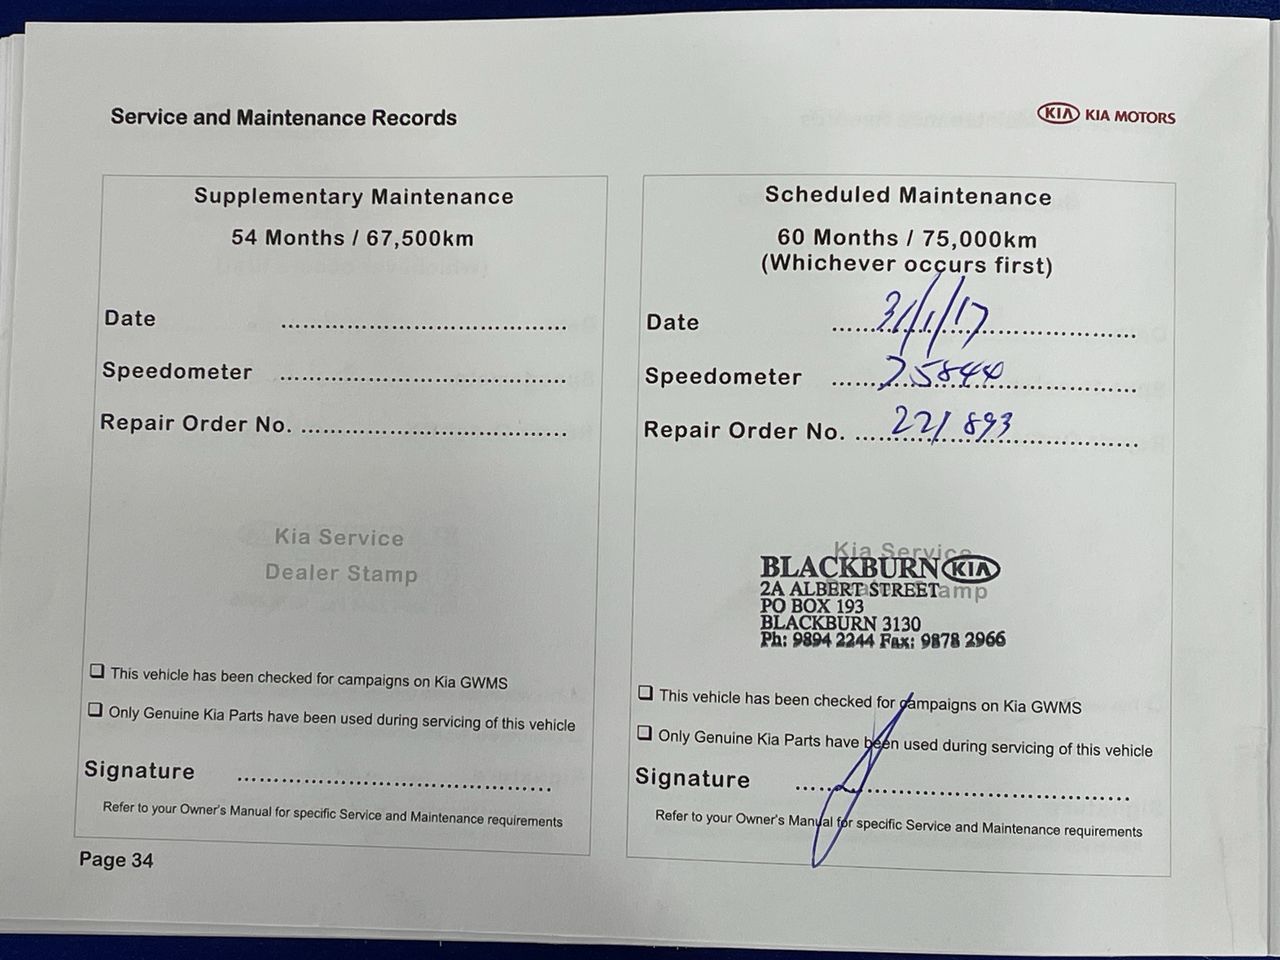 Service and Maintenance Records
KIA KIA MOTORS
Supplementary Maintenance
54 Months / 67,500km
Date ......................................
Speedometer ......................................
Repair Order No. ...................................
Kia Service
Dealer Stamp
❑ This vehicle has been checked for campaigns on Kia GWMS
❑ Only Genuine Kia Parts have been used during servicing of this vehicle
Signature ..........................................
Refer to your Owner's Manual for specific Service and Maintenance requirements
Scheduled Maintenance
60 Months / 75,000km
(Whichever occurs first)
Date 31/1/17
Speedometer 75844
Repair Order No. 221893
Kia Service
Dealer Stamp
BLACKBURN KIA
2A ALBERT STREET
PO BOX 193
BLACKBURN 3130
Ph: 9894 2244 Fax: 9878 2966
❑ This vehicle has been checked for campaigns on Kia GWMS
❑ Only Genuine Kia Parts have been used during servicing of this vehicle
Signature ..........................................
Refer to your Owner's Manual for specific Service and Maintenance requirements
Page 34